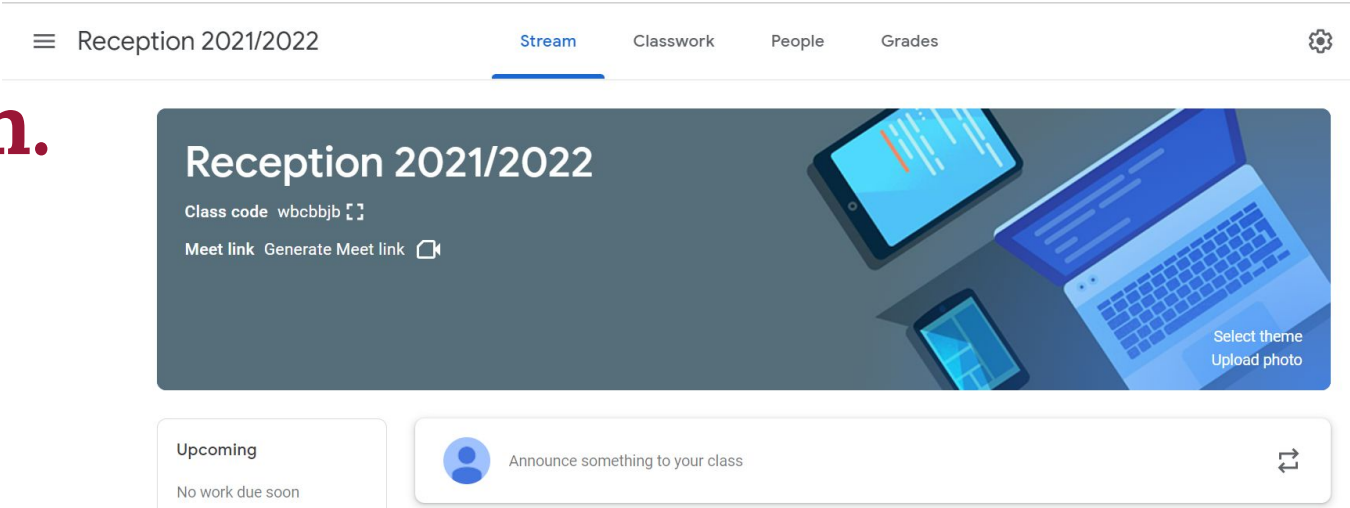 Reception 2021/2022
Stream Classwork People Grades
n.
Reception 2021/2022
Class code wbcbbjb
Meet link Generate Meet link
Select theme
Upload photo
Upcoming
No work due soon
Announce something to your class